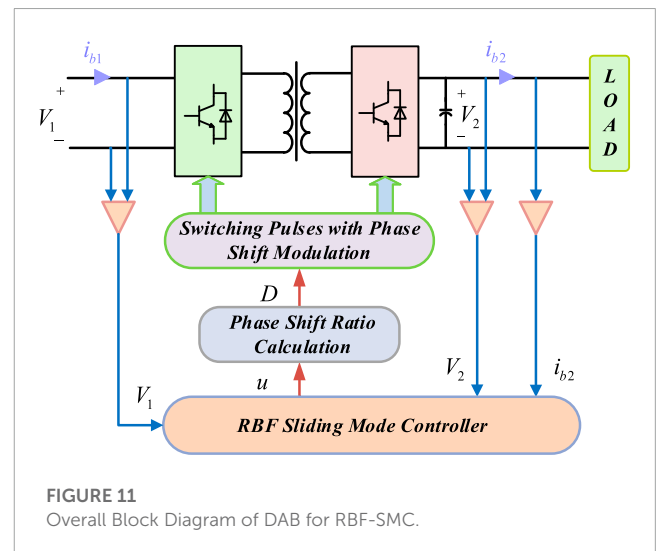 i_b1
i_b2
L
O
A
D
+
V_1
−
+
V_2
−
Switching Pulses with Phase
Shift Modulation
D
Phase Shift Ratio
Calculation
u
V_1
V_2
i_b2
RBF Sliding Mode Controller
FIGURE 11
Overall Block Diagram of DAB for RBF-SMC.